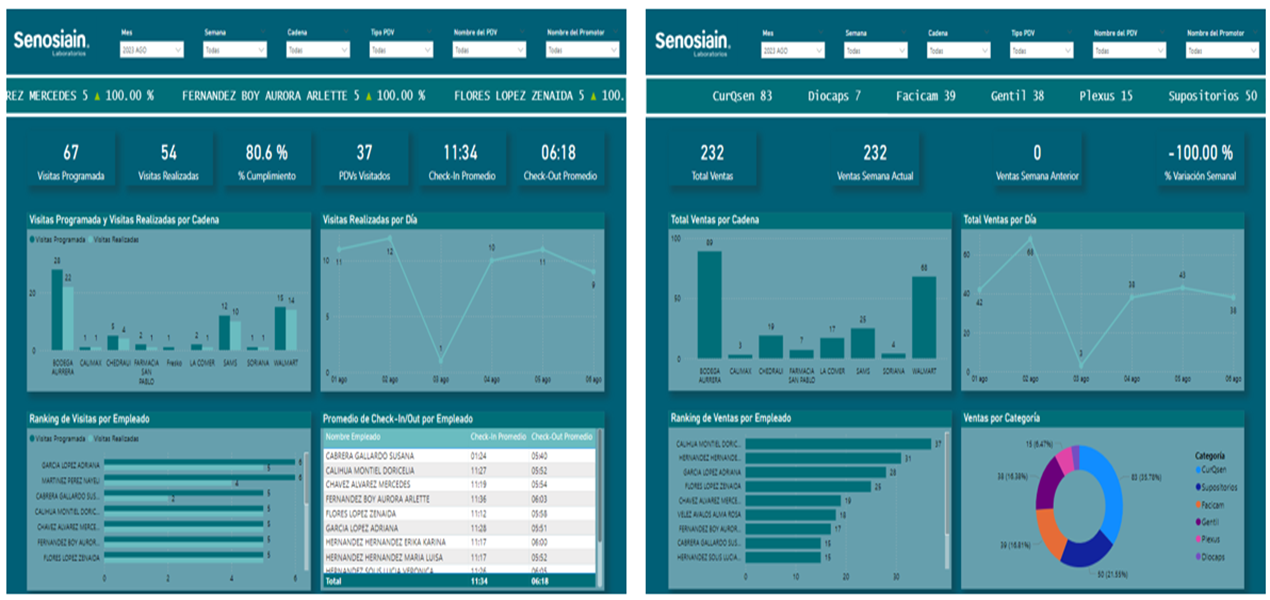 Senosiain.
Laboratorios
Mes Semana Cadena Tipo PDV Nombre del PDV Nombre del Promotor
2023 AGO Todas Todas Todas Todas Todas
REZ MERCEDES 5 ▲ 100.00 % FERNANDEZ BOY AURORA ARLETTE 5 ▲ 100.00 % FLORES LOPEZ ZENAIDA 5 ▲ 100.
67 54 80.6 % 37 11:34 06:18
Visitas Programada Visitas Realizadas % Cumplimiento PDVs Visitados Check-In Promedio Check-Out Promedio
Visitas Programada y Visitas Realizadas por Cadena
Visitas Programada Visitas Realizadas
22
1 1
5 4
2 1
1
2 1
12 10
1 1
15 14
20
0
BODEGA AURRERA CALIMAX CHEDRAUI FARMACIA SAN PABLO Fresko LA COMER SAMS SORIANA WALMART
Visitas Realizadas por Día
10
5
0
11 12 1 10 11 9
01 ago 02 ago 03 ago 04 ago 05 ago 06 ago
Ranking de Visitas por Empleado
Visitas Programada Visitas Realizadas
GARCIA LOPEZ ADRIANA 6 5
MARTINEZ PEREZ NAYELI 6 4
CABRERA GALLARDO SUS... 5 2
CALIHUA MONTIEL DORIC... 5
CHAVEZ ALVAREZ MERCE... 5
FERNANDEZ BOY AUROR... 5
FLORES LOPEZ ZENAIDA 5
0 2 4 6
Promedio de Check-In/Out por Empleado
Nombre Empleado Check-In Promedio Check-Out Promedio
CABRERA GALLARDO SUSANA 01:24 05:40
CALIHUA MONTIEL DORICELIA 11:27 05:52
CHAVEZ ALVAREZ MERCEDES 11:19 05:54
FERNANDEZ BOY AURORA ARLETTE 11:36 06:03
FLORES LOPEZ ZENAIDA 11:12 05:58
GARCIA LOPEZ ADRIANA 11:28 05:51
HERNANDEZ HERNANDEZ ERIKA KARINA 11:17 06:00
HERNANDEZ HERNANDEZ MARIA LUISA 11:17 05:52
HERNANDEZ SOLIS LUCIA VERONICA 11:26 06:05
Total 11:34 06:18
Senosiain.
Laboratorios
Mes Semana Cadena Tipo PDV Nombre del PDV Nombre del Promotor
2023 AGO Todas Todas Todas Todas Todas
CurQsen 83 Diocaps 7 Facicam 39 Gentil 38 Plexus 15 Supositorios 50
232 232 0 -100.00 %
Total Ventas Ventas Semana Actual Ventas Semana Anterior % Variación Semanal
Total Ventas por Cadena
100
50
0
89 3 19 7 17 25 4 68
BODEGA AURRERA CALIMAX CHEDRAUI FARMACIA SAN PABLO LA COMER SAMS SORIANA WALMART
Total Ventas por Día
60
40
20
0
42 68 3 38 43 38
01 ago 02 ago 03 ago 04 ago 05 ago 06 ago
Ranking de Ventas por Empleado
CALIHUA MONTIEL DORIC... 37
HERNANDEZ HERNANDE... 31
GARCIA LOPEZ ADRIANA 28
FLORES LOPEZ ZENAIDA 25
CHAVEZ ALVAREZ MERCE... 19
VELEZ AVALOS ALMA ROSA 18
FERNANDEZ BOY AUROR... 17
CABRERA GALLARDO SUS... 15
HERNANDEZ SOLIS LUCIA... 15
0 10 20 30
Ventas por Categoría
15 (6.47%)
38 (16.38%)
83 (35.78%)
39 (16.81%)
50 (21.55%)
Categoría
CurQsen
Supositorios
Facicam
Gentil
Plexus
Diocaps